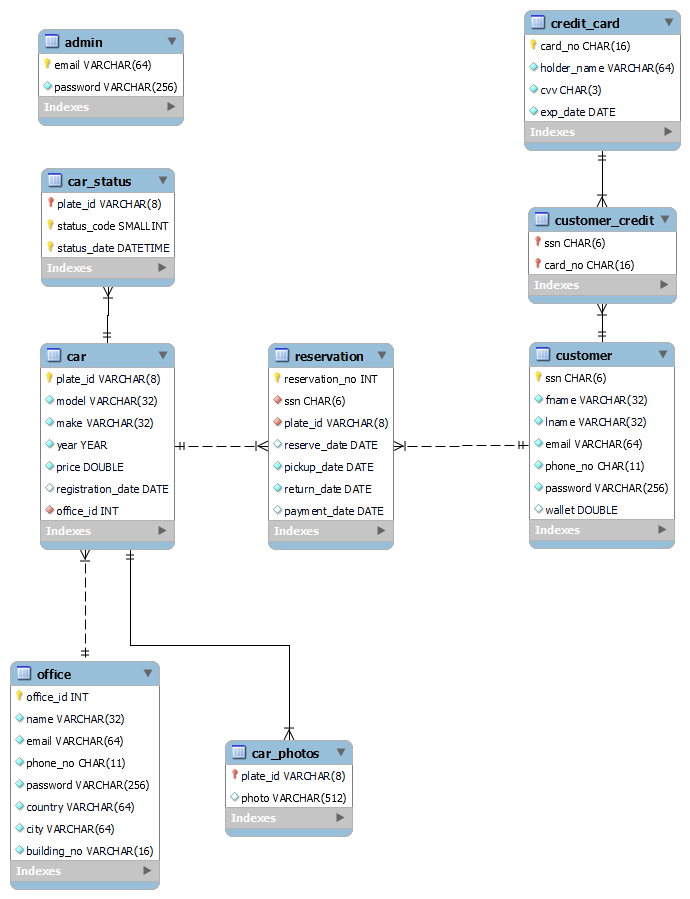 admin
email VARCHAR(64)
password VARCHAR(256)
Indexes
credit_card
card_no CHAR(16)
holder_name VARCHAR(64)
cvv CHAR(3)
exp_date DATE
Indexes
car_status
plate_id VARCHAR(8)
status_code SMALLINT
status_date DATETIME
Indexes
customer_credit
ssn CHAR(6)
card_no CHAR(16)
Indexes
car
plate_id VARCHAR(8)
model VARCHAR(32)
make VARCHAR(32)
year YEAR
price DOUBLE
registration_date DATE
office_id INT
Indexes
reservation
reservation_no INT
ssn CHAR(6)
plate_id VARCHAR(8)
reserve_date DATE
pickup_date DATE
return_date DATE
payment_date DATE
Indexes
customer
ssn CHAR(6)
fname VARCHAR(32)
lname VARCHAR(32)
email VARCHAR(64)
phone_no CHAR(11)
password VARCHAR(256)
wallet DOUBLE
Indexes
office
office_id INT
name VARCHAR(32)
email VARCHAR(64)
phone_no CHAR(11)
password VARCHAR(256)
country VARCHAR(64)
city VARCHAR(64)
building_no VARCHAR(16)
Indexes
car_photos
plate_id VARCHAR(8)
photo VARCHAR(512)
Indexes